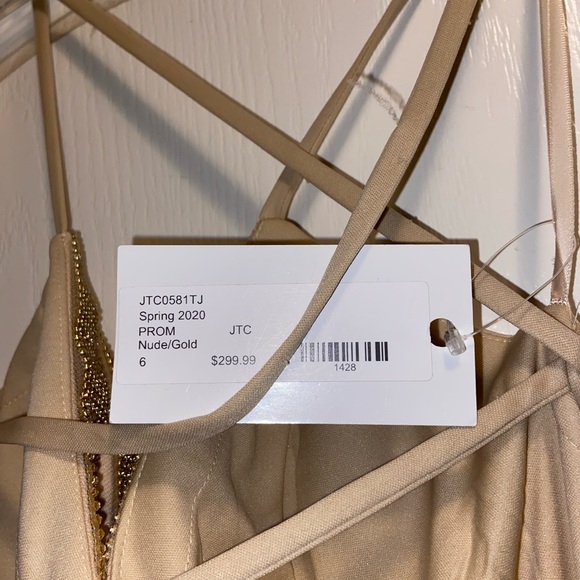 JTC0581TJ
Spring 2020
PROM JTC
Nude/Gold
6 $299.99
1428